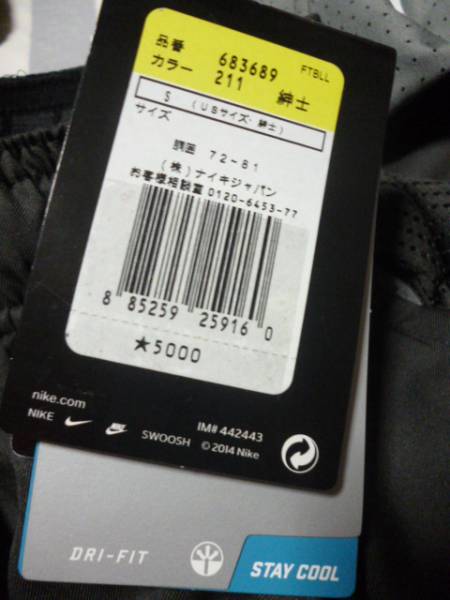 品番 683689 FTBLL
カラー 211 紳士
S (USサイズ・紳士)
サイズ
胴囲 72-81
(株)ナイキジャパン
お客様相談室 0120-6453-77
8 85259 25916 0
★5000
nike.com
NIKE SWOOSH IM# 442443
©2014 Nike
DRI-FIT
STAY COOL